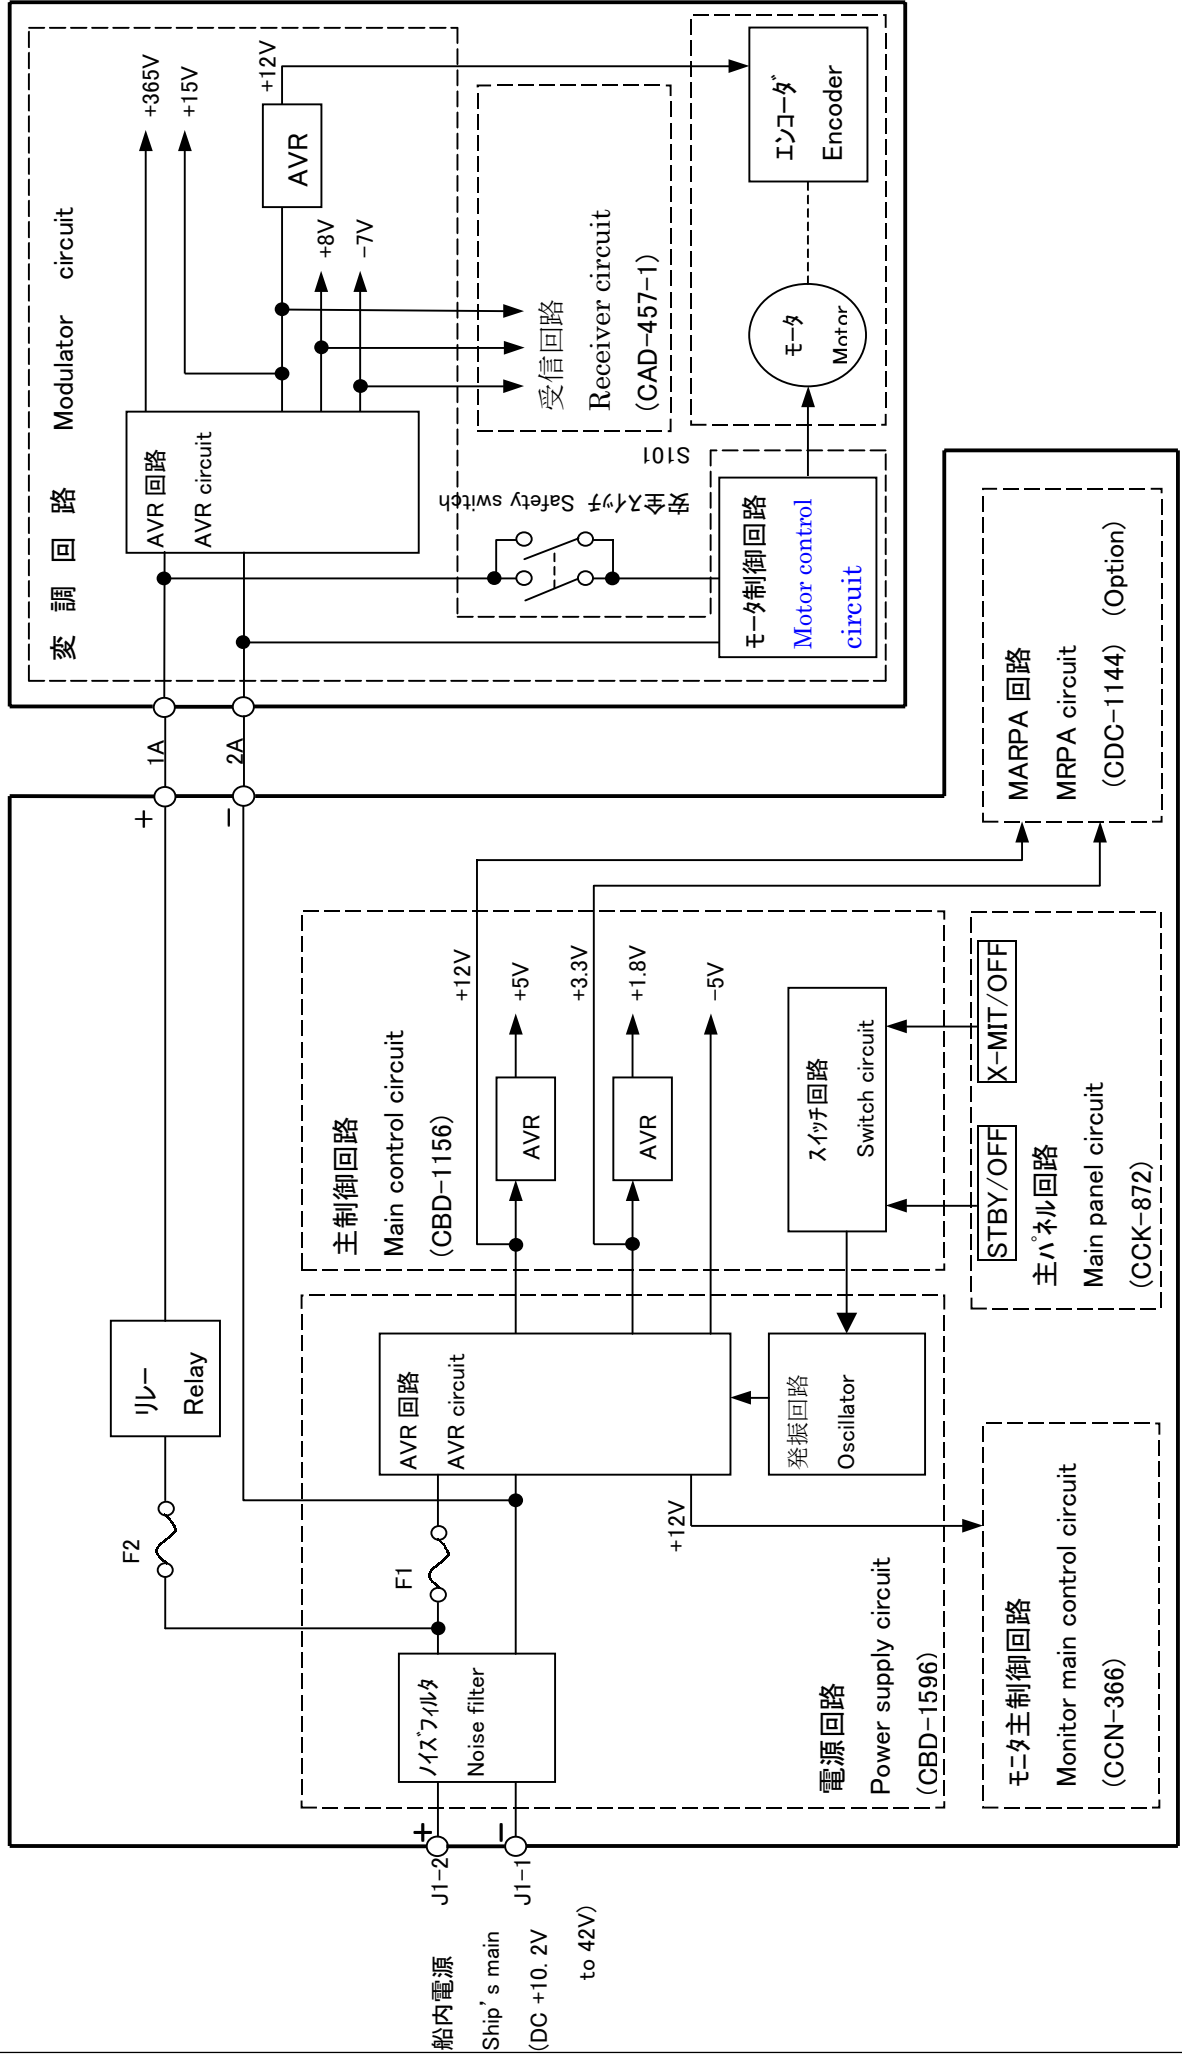 船内電源
Ship's main
(DC +10. 2V
to 42V)
J1-2
J1-1
+
−
ノイズフィルタ
Noise filter
F1
F2
リレー
Relay
AVR 回路
AVR circuit
発振回路
Oscillator
+12V
電源回路
Power supply circuit
(CBD-1596)
モニタ主制御回路
Monitor main control circuit
(CCN-366)
主制御回路
Main control circuit
(CBD-1156)
+12V
AVR
+5V
+3.3V
AVR
+1.8V
-5V
スイッチ回路
Switch circuit
STBY/OFF
X-MIT/OFF
主パネル回路
Main panel circuit
(CCK-872)
MARPA 回路
MRPA circuit
(CDC-1144) (Option)
+
−
1A
2A
変 調 回 路 Modulator circuit
AVR 回路
AVR circuit
+365V
+15V
AVR
+12V
+8V
-7V
受信回路
Receiver circuit
(CAD-457-1)
安全スイッチ Safety switch
S101
モータ制御回路
Motor control
circuit
モータ
Motor
エンコーダ
Encoder